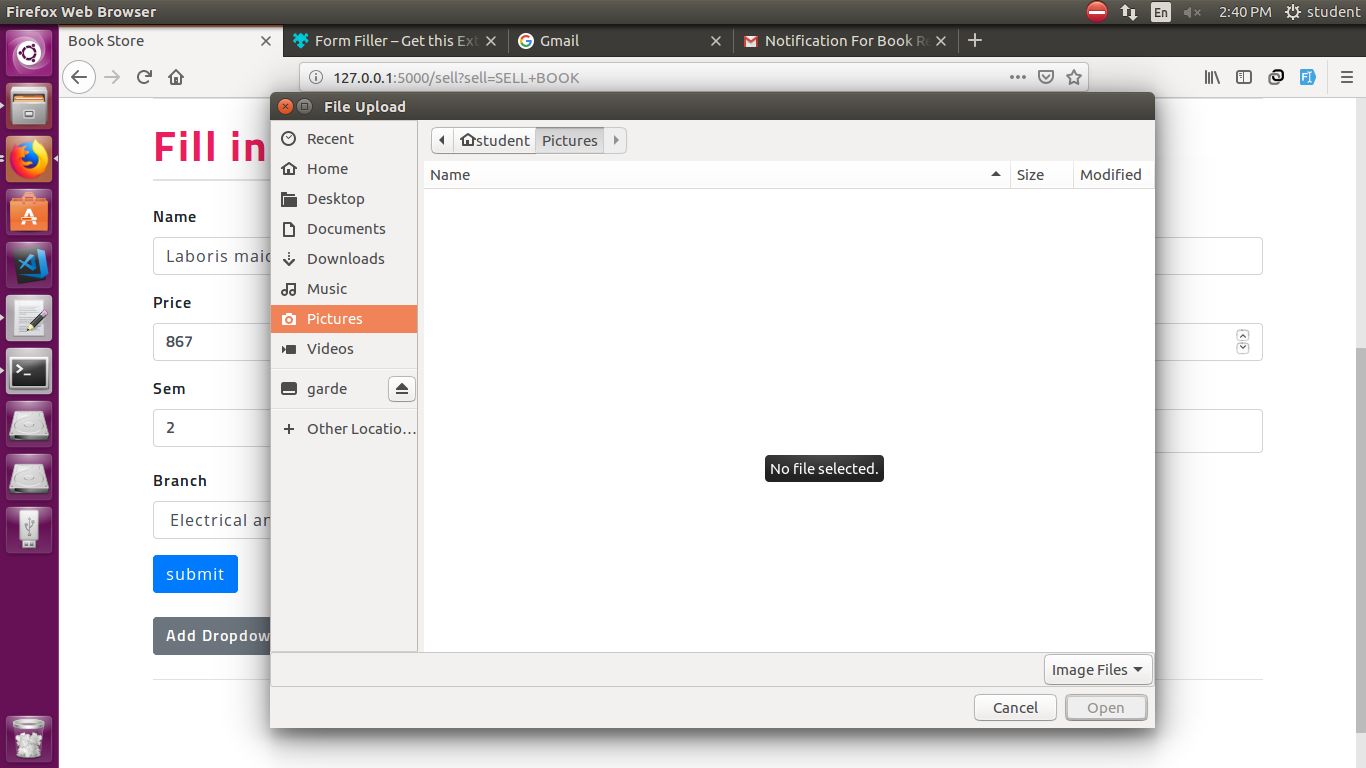 Firefox Web Browser
En
2:40 PM
student
Book Store
Form Filler – Get this Ext
Gmail
Notification For Book Re
127.0.0.1:5000/sell?sell=SELL+BOOK
File Upload
Recent
Home
Desktop
Documents
Downloads
Music
Pictures
Videos
garde
Other Locatio…
student
Pictures
Name
Size
Modified
No file selected.
Image Files
Cancel
Open
Fill in
Name
Laboris maio
Price
867
Sem
2
Branch
Electrical an
submit
Add Dropdow